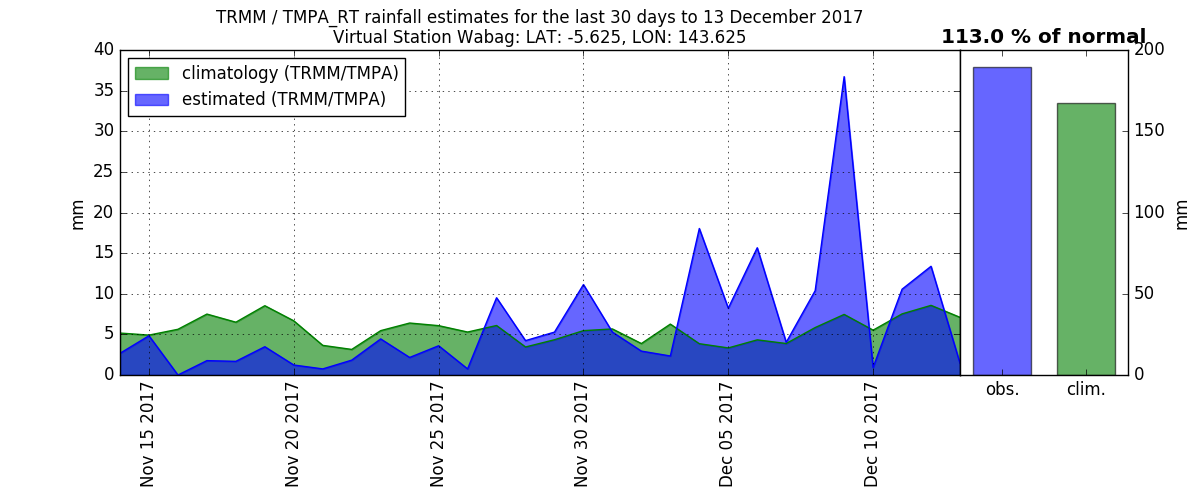 TRMM / TMPA_RT rainfall estimates for the last 30 days to 13 December 2017
Virtual Station Wabag: LAT: -5.625, LON: 143.625
113.0 % of normal
climatology (TRMM/TMPA)
estimated (TRMM/TMPA)
mm
40
35
30
25
20
15
10
5
0
Nov 15 2017
Nov 20 2017
Nov 25 2017
Nov 30 2017
Dec 05 2017
Dec 10 2017
obs.
clim.
200
150
100
50
0
mm